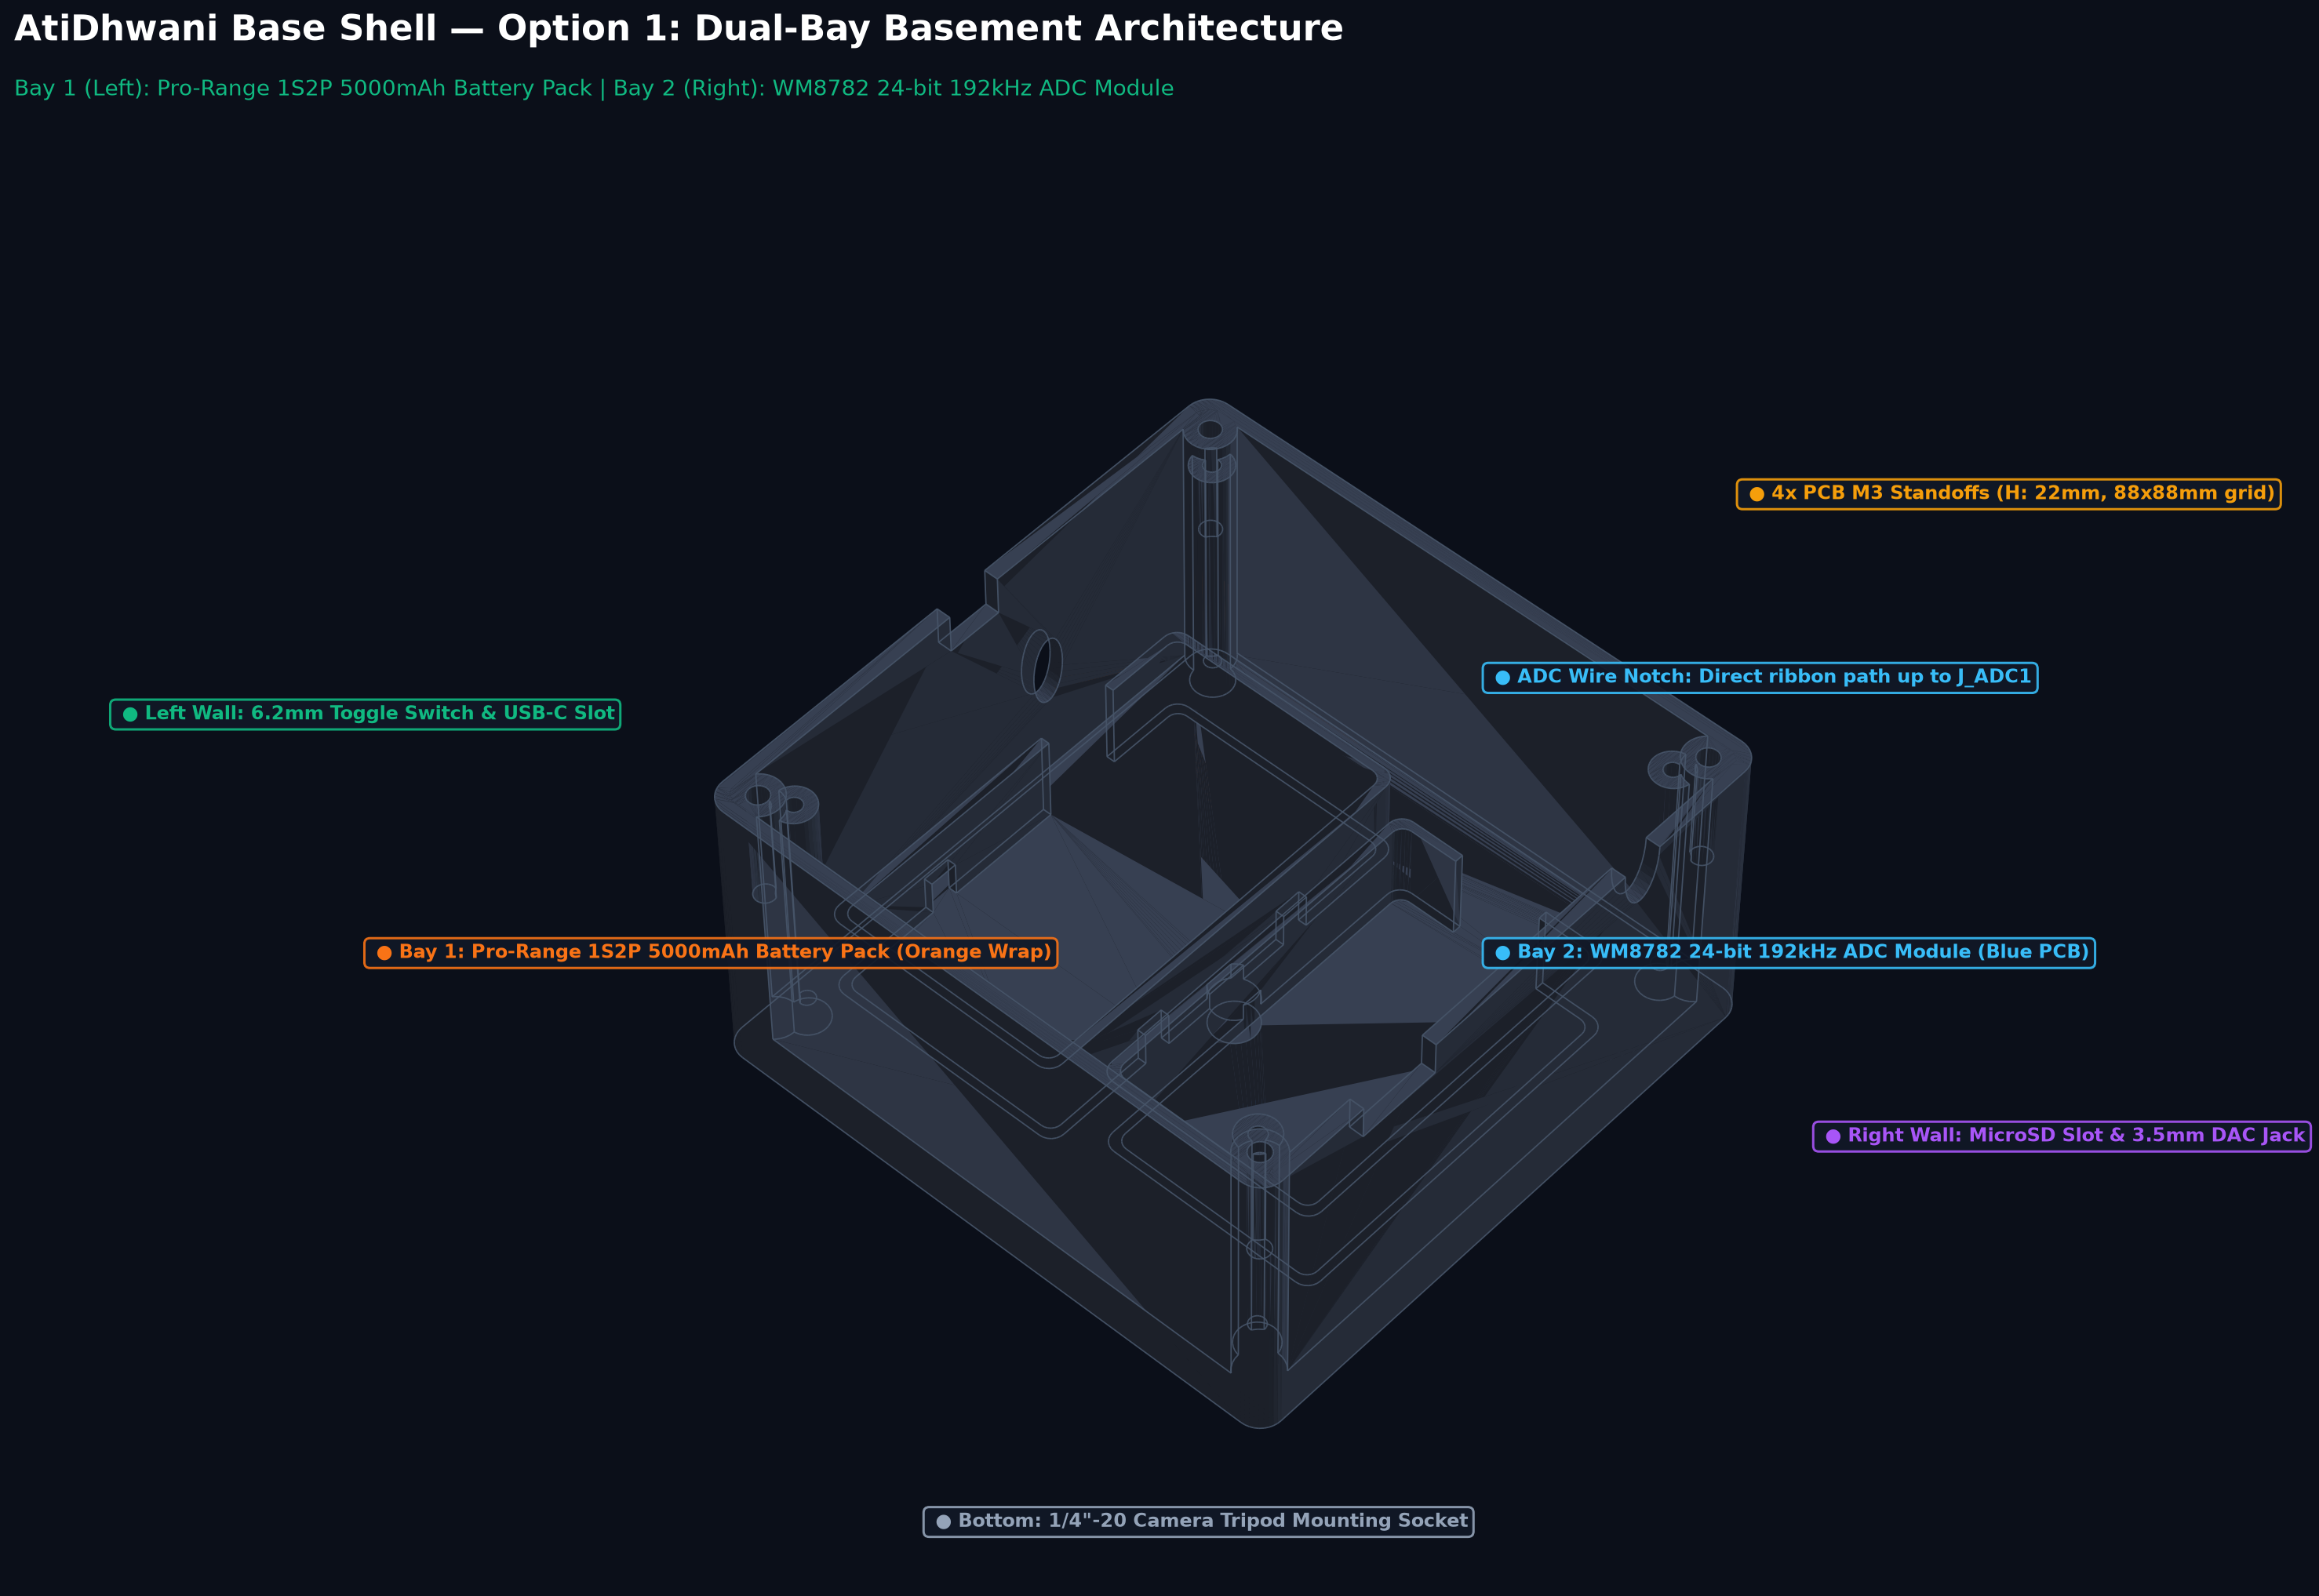 AtiDhwani Base Shell — Option 1: Dual-Bay Basement Architecture
Bay 1 (Left): Pro-Range 1S2P 5000mAh Battery Pack | Bay 2 (Right): WM8782 24-bit 192kHz ADC Module
● 4x PCB M3 Standoffs (H: 22mm, 88x88mm grid)
● ADC Wire Notch: Direct ribbon path up to J_ADC1
● Left Wall: 6.2mm Toggle Switch & USB-C Slot
● Bay 1: Pro-Range 1S2P 5000mAh Battery Pack (Orange Wrap)
● Bay 2: WM8782 24-bit 192kHz ADC Module (Blue PCB)
● Right Wall: MicroSD Slot & 3.5mm DAC Jack
● Bottom: 1/4"-20 Camera Tripod Mounting Socket